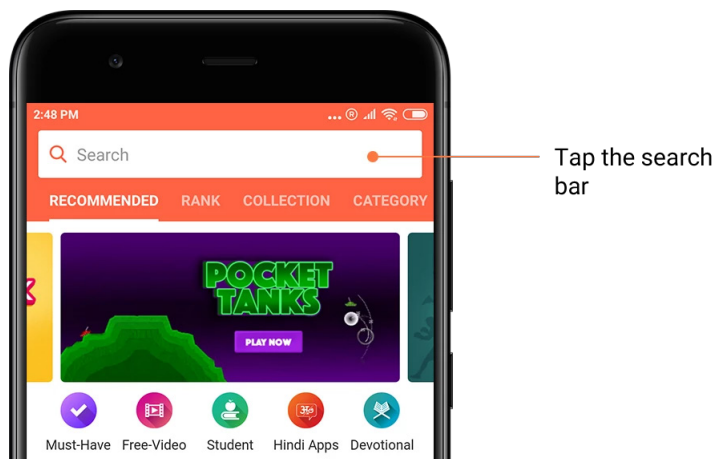 2:48 PM
Search
Tap the search
bar
RECOMMENDED RANK COLLECTION CATEGORY
POCKET
TANKS
PLAY NOW
Must-Have Free-Video Student Hindi Apps Devotional